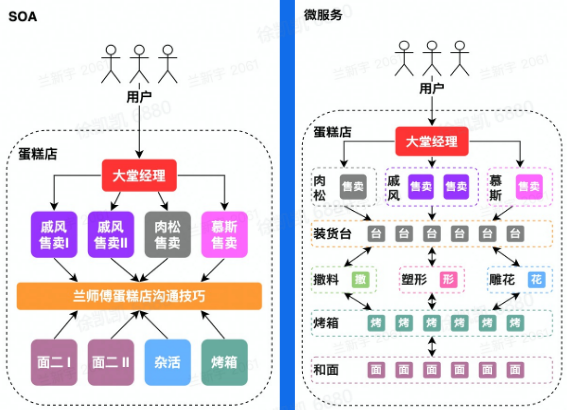 SOA
用户
蛋糕店
大堂经理
戚风
售卖I
戚风
售卖II
肉松
售卖
慕斯
售卖
兰师傅蛋糕店沟通技巧
面二 I
面二 II
杂活
烤箱
微服务
用户
蛋糕店
大堂经理
肉松
售卖
戚风
售卖
售卖
慕斯
售卖
装货台
台 台 台 台 台 台
撒料
撒
塑形
形
雕花
花
烤箱
烤 烤 烤 烤 烤 烤
和面
面 面 面 面 面 面